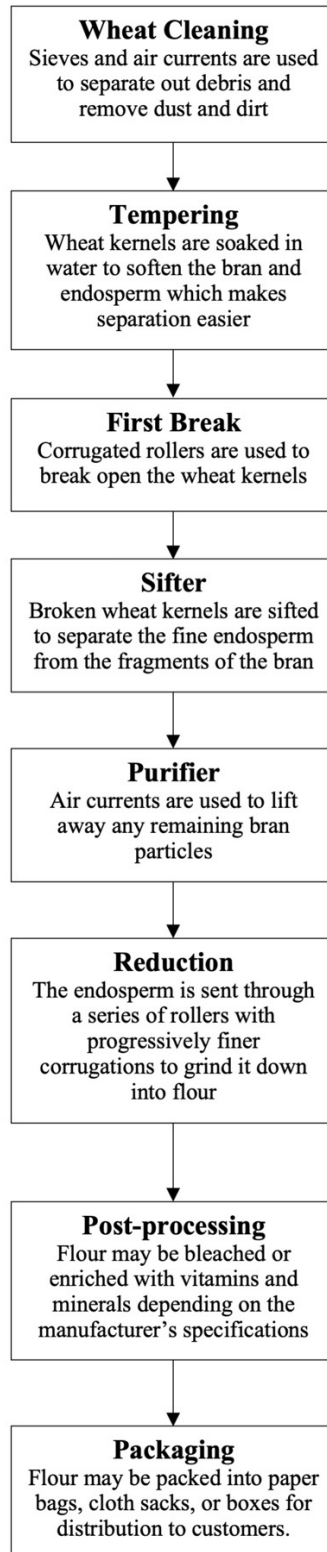 Wheat Cleaning
Sieves and air currents are used
to separate out debris and
remove dust and dirt
Tempering
Wheat kernels are soaked in
water to soften the bran and
endosperm which makes
separation easier
First Break
Corrugated rollers are used to
break open the wheat kernels
Sifter
Broken wheat kernels are sifted
to separate the fine endosperm
from the fragments of the bran
Purifier
Air currents are used to lift
away any remaining bran
particles
Reduction
The endosperm is sent through
a series of rollers with
progressively finer
corrugations to grind it down
into flour
Post-processing
Flour may be bleached or
enriched with vitamins and
minerals depending on the
manufacturer’s specifications
Packaging
Flour may be packed into paper
bags, cloth sacks, or boxes for
distribution to customers.